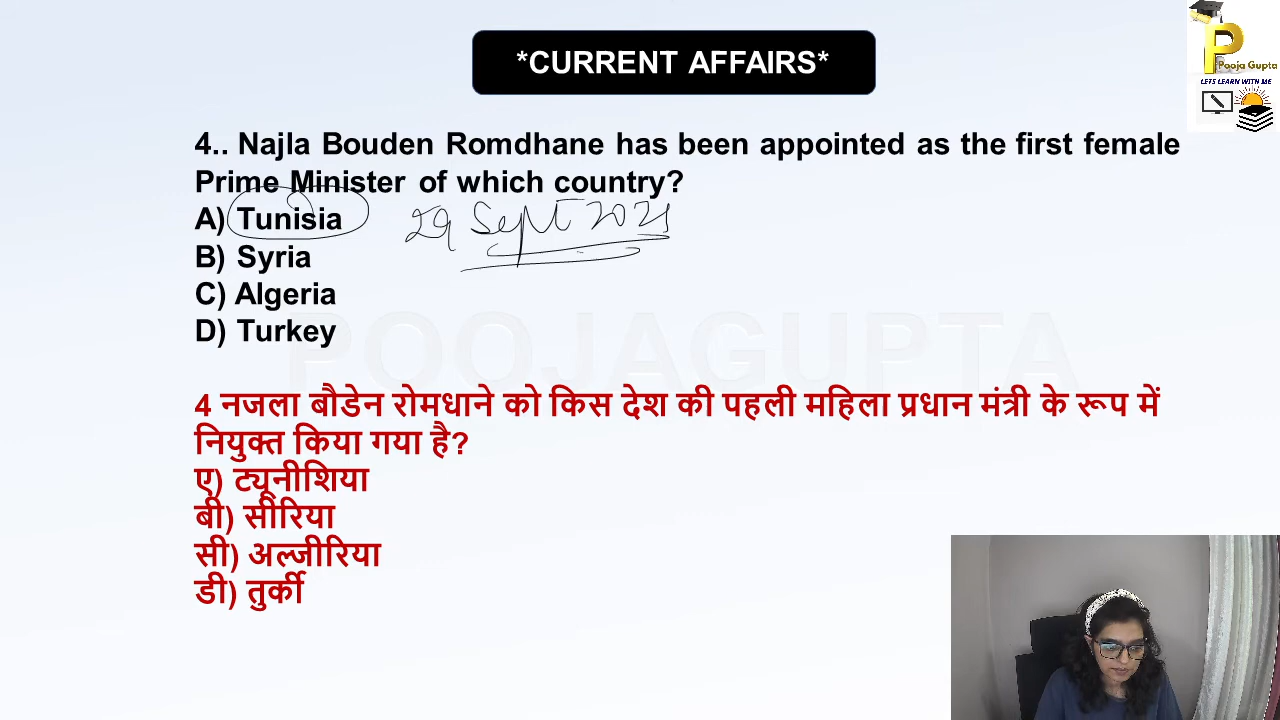 *CURRENT AFFAIRS*
P
Pooja Gupta
LETS LEARN WITH ME
4.. Najla Bouden Romdhane has been appointed as the first female
Prime Minister of which country?
A) Tunisia 29 Sept 2021
B) Syria
C) Algeria
D) Turkey
POOJAGUPTA
4 नजला बौडेन रोमधाने को किस देश की पहली महिला प्रधान मंत्री के रूप में
नियुक्त किया गया है?
ए) ट्यूनीशिया
बी) सीरिया
सी) अल्जीरिया
डी) तुर्की